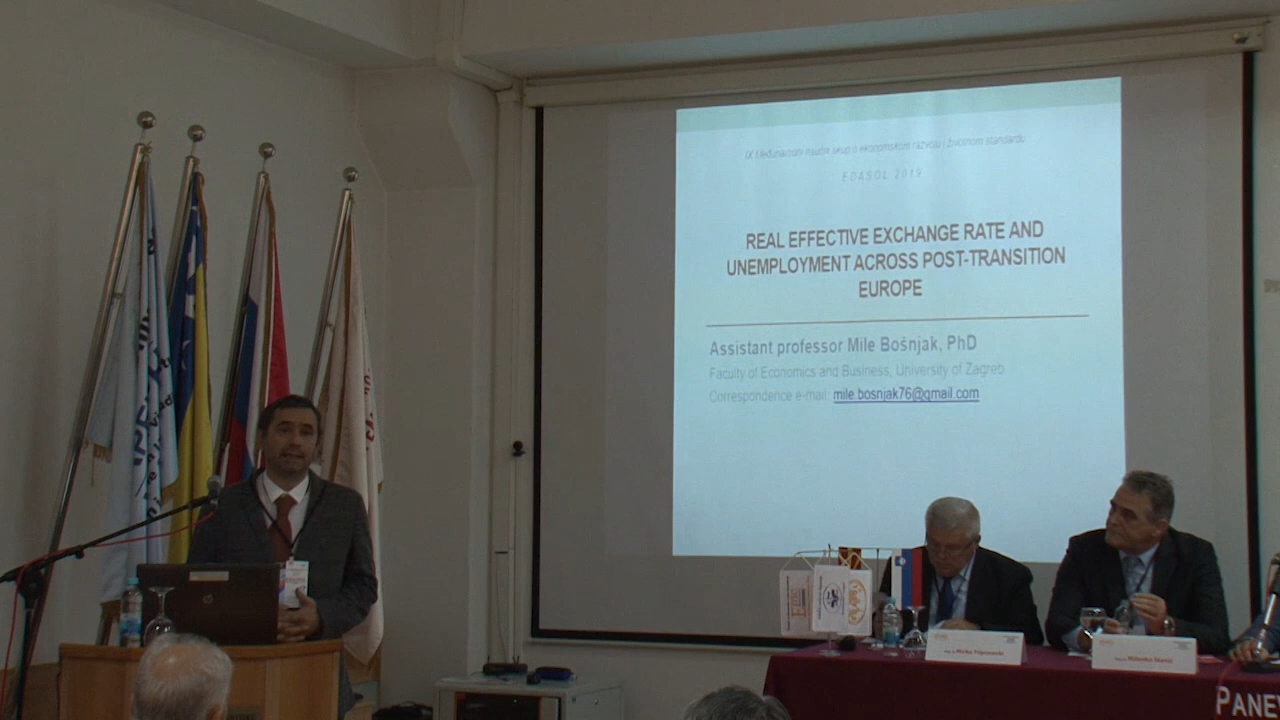 IX Međunarodni naučni skup o ekonomskom razvoju i životnom standardu
EDASOL 2019
REAL EFFECTIVE EXCHANGE RATE AND
UNEMPLOYMENT ACROSS POST-TRANSITION
EUROPE
Assistant professor Mile Bošnjak, PhD
Faculty of Economics and Business, University of Zagreb
Correspondence e-mail: mile.bosnjak76@gmail.com
PANE